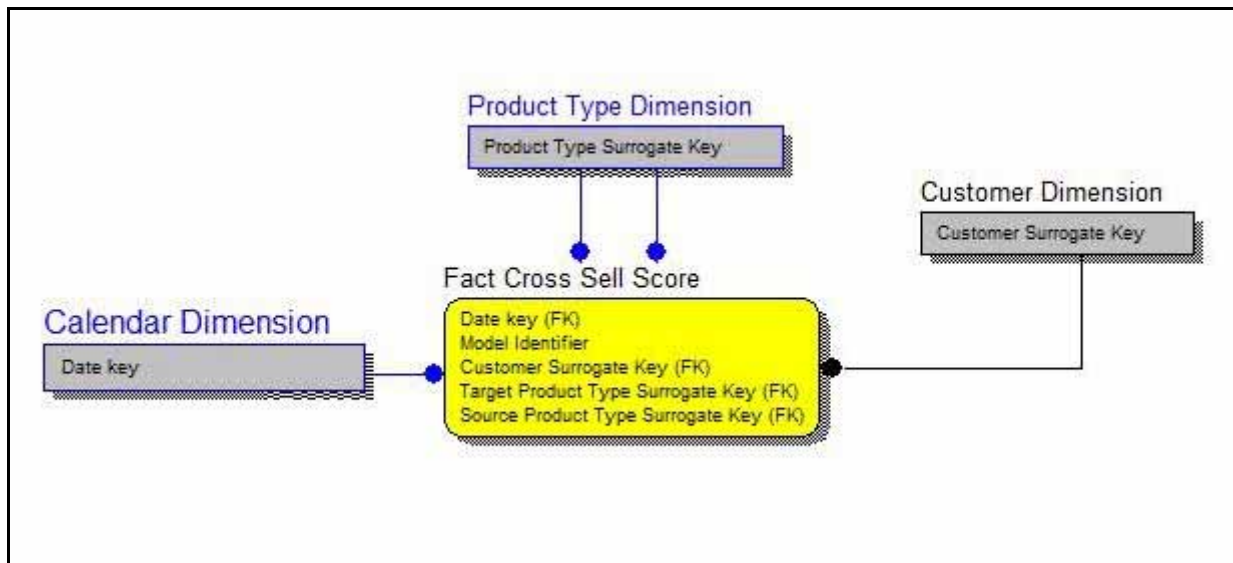 Product Type Dimension
Product Type Surrogate Key
Customer Dimension
Customer Surrogate Key
Fact Cross Sell Score
Date key (FK)
Model Identifier
Customer Surrogate Key (FK)
Target Product Type Surrogate Key (FK)
Source Product Type Surrogate Key (FK)
Calendar Dimension
Date key